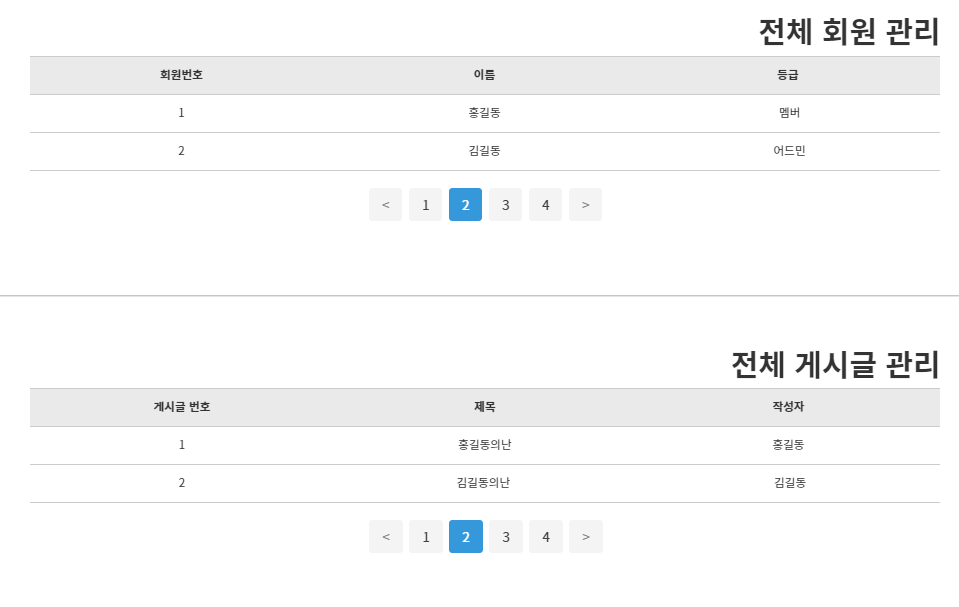 전체 회원 관리
회원번호 이름 등급
1 홍길동 멤버
2 김길동 어드민
< 1 2 3 4 >
전체 게시글 관리
게시글 번호 제목 작성자
1 홍길동의난 홍길동
2 김길동의난 김길동
< 1 2 3 4 >